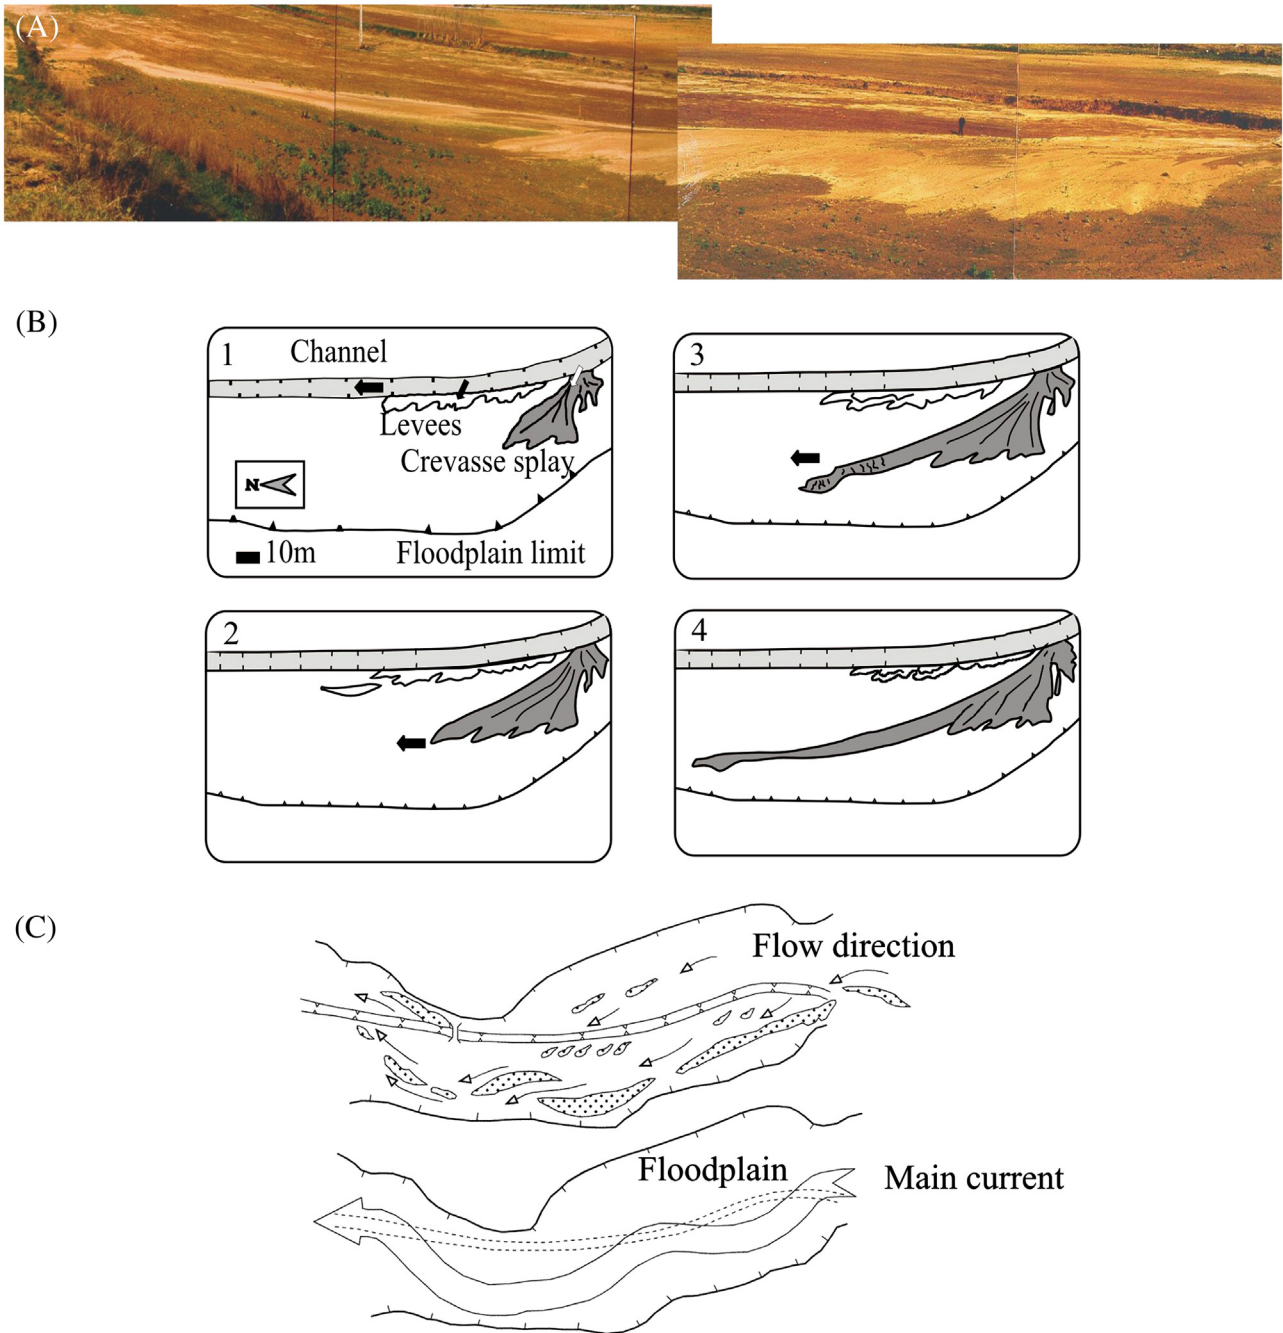 (A)
(B)
1
Channel
Levees
Crevasse splay
N
10m
Floodplain limit
3
2
4
(C)
Flow direction
Floodplain
Main current